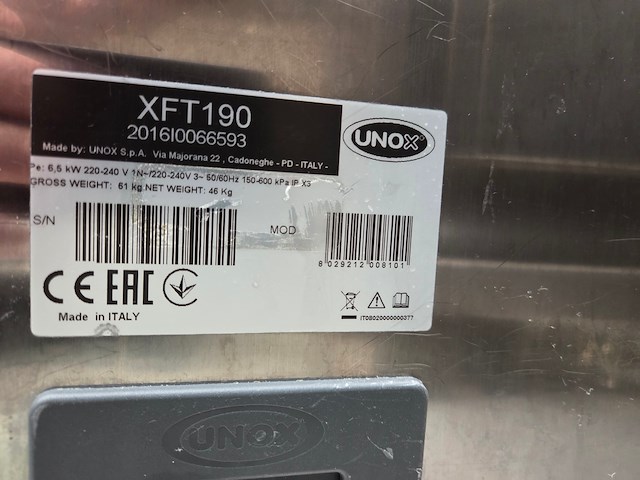 XFT190
2016I0066593
Made by: UNOX S.p.A. Via Majorana 22 , Cadoneghe - PD - ITALY -
UNOX®
Pe: 6,5 kW 220-240 V 1N~/220-240V 3~ 50/60Hz 150-600 kPa IP X3
GROSS WEIGHT: 61 kg.NET WEIGHT: 46 Kg
S/N
MOD
8 029212 008101
CE EAC
IT08020000000377
Made in ITALY
UNOX